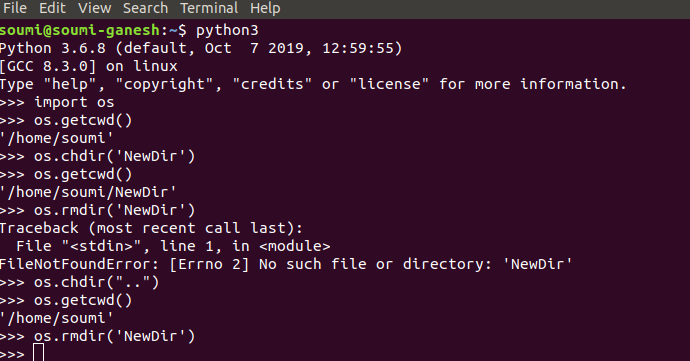 File Edit View Search Terminal Help
soumi@soumi-ganesh:~$ python3
Python 3.6.8 (default, Oct  7 2019, 12:59:55)
[GCC 8.3.0] on linux
Type "help", "copyright", "credits" or "license" for more information.
>>> import os
>>> os.getcwd()
'/home/soumi'
>>> os.chdir('NewDir')
>>> os.getcwd()
'/home/soumi/NewDir'
>>> os.rmdir('NewDir')
Traceback (most recent call last):
  File "<stdin>", line 1, in <module>
FileNotFoundError: [Errno 2] No such file or directory: 'NewDir'
>>> os.chdir("..")
>>> os.getcwd()
'/home/soumi'
>>> os.rmdir('NewDir')
>>>